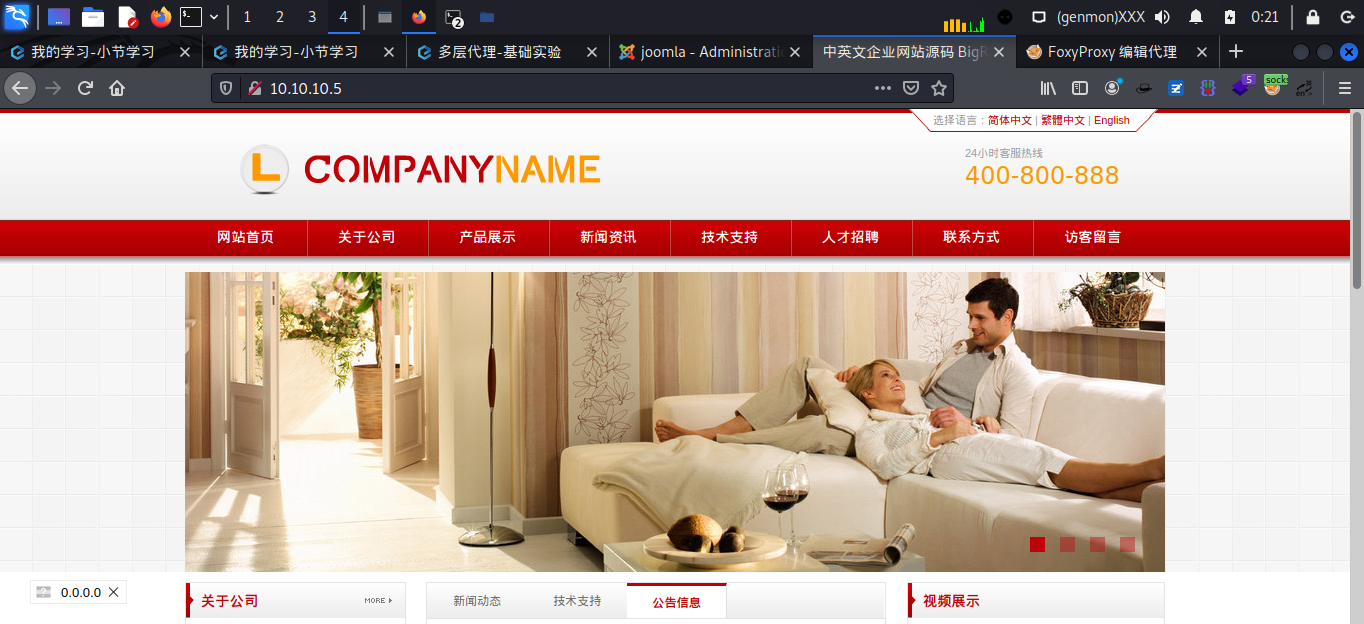 1 2 3 4 2 (genmon)XXX 0:21
我的学习-小节学习 我的学习-小节学习 多层代理-基础实验 joomla - Administrati 中英文企业网站源码 BigR FoxyProxy 编辑代理
10.10.10.5 5 socks en
选择语言：简体中文 | 繁體中文 | English
24小时客服热线
L COMPANYNAME 400-800-888
网站首页 关于公司 产品展示 新闻资讯 技术支持 人才招聘 联系方式 访客留言
0.0.0.0 关于公司 MORE 新闻动态 技术支持 公告信息 视频展示